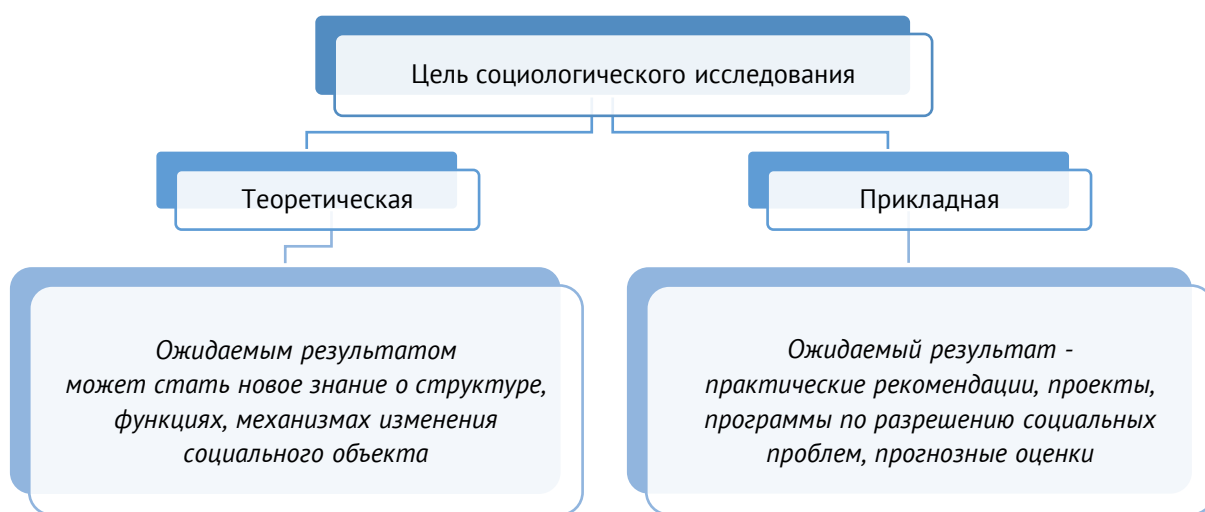 Цель социологического исследования
Теоретическая
Прикладная
Ожидаемым результатом
может стать новое знание о структуре,
функциях, механизмах изменения
социального объекта
Ожидаемый результат -
практические рекомендации, проекты,
программы по разрешению социальных
проблем, прогнозные оценки